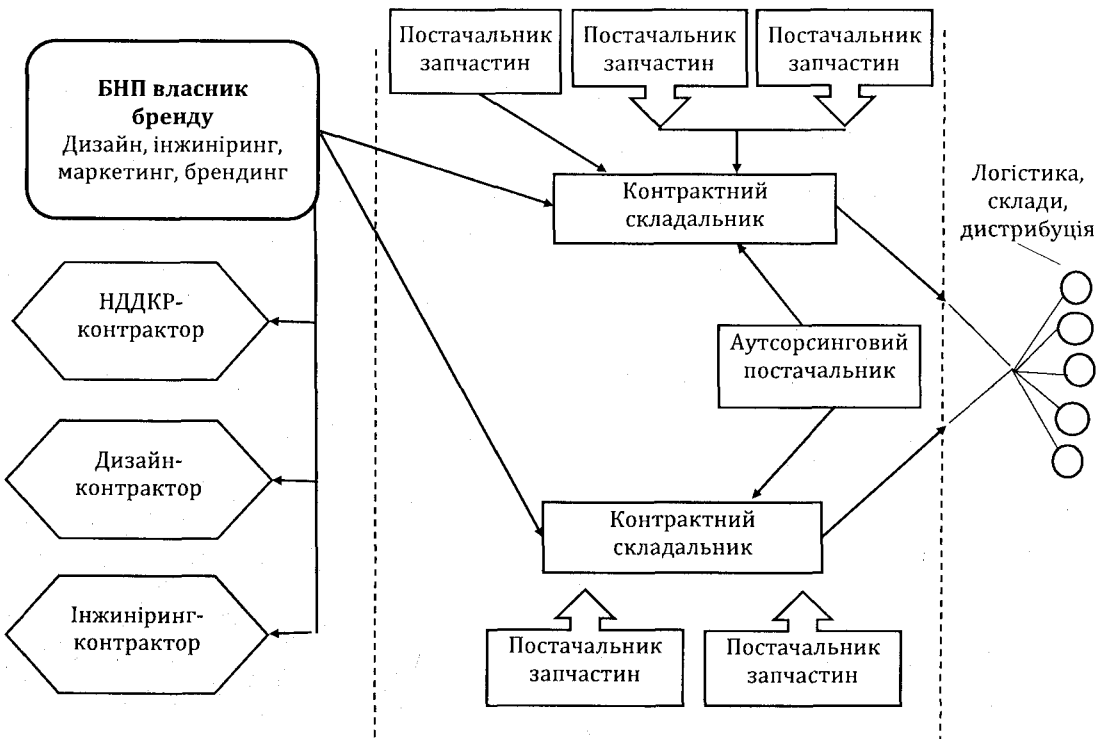 БНП власник
бренду
Дизайн, інжиніринг,
маркетинг, брендинг
НДДКР-
контрактор
Дизайн-
контрактор
Інжиніринг-
контрактор
Постачальник
запчастин
Постачальник
запчастин
Постачальник
запчастин
Контрактний
складальник
Аутсорсинговий
постачальник
Контрактний
складальник
Постачальник
запчастин
Постачальник
запчастин
Логістика,
склади,
дистрибуція